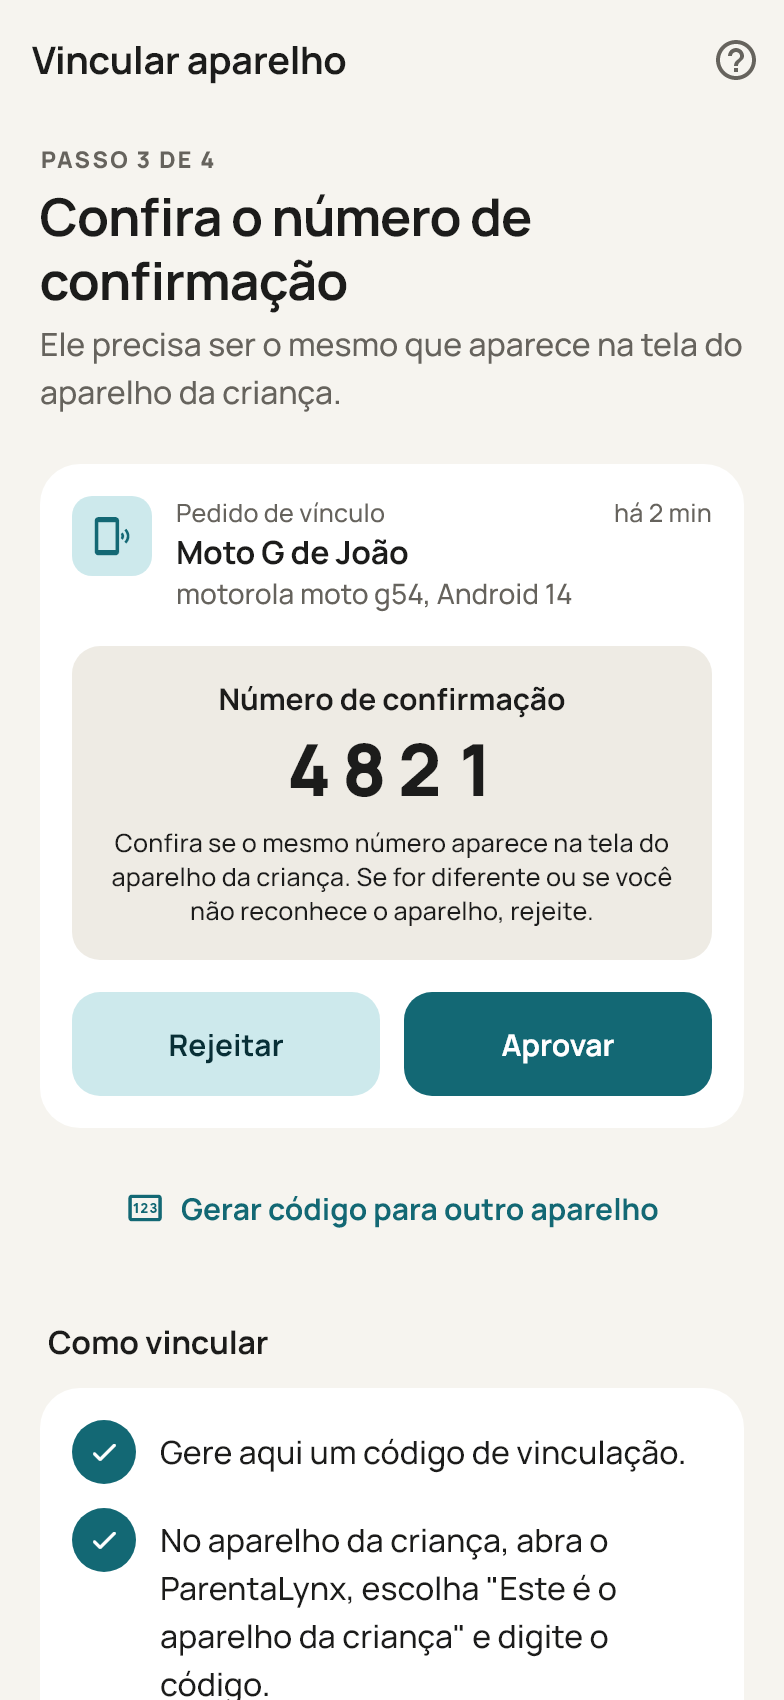 Vincular aparelho
PASSO 3 DE 4
Confira o número de
confirmação
Ele precisa ser o mesmo que aparece na tela do
aparelho da criança.
Pedido de vínculo
há 2 min
Moto G de João
motorola moto g54, Android 14
Número de confirmação
4821
Confira se o mesmo número aparece na tela do
aparelho da criança. Se for diferente ou se você
não reconhece o aparelho, rejeite.
Rejeitar
Aprovar
123
Gerar código para outro aparelho
Como vincular
Gere aqui um código de vinculação.
No aparelho da criança, abra o
ParentaLynx, escolha "Este é o
aparelho da criança" e digite o
código.